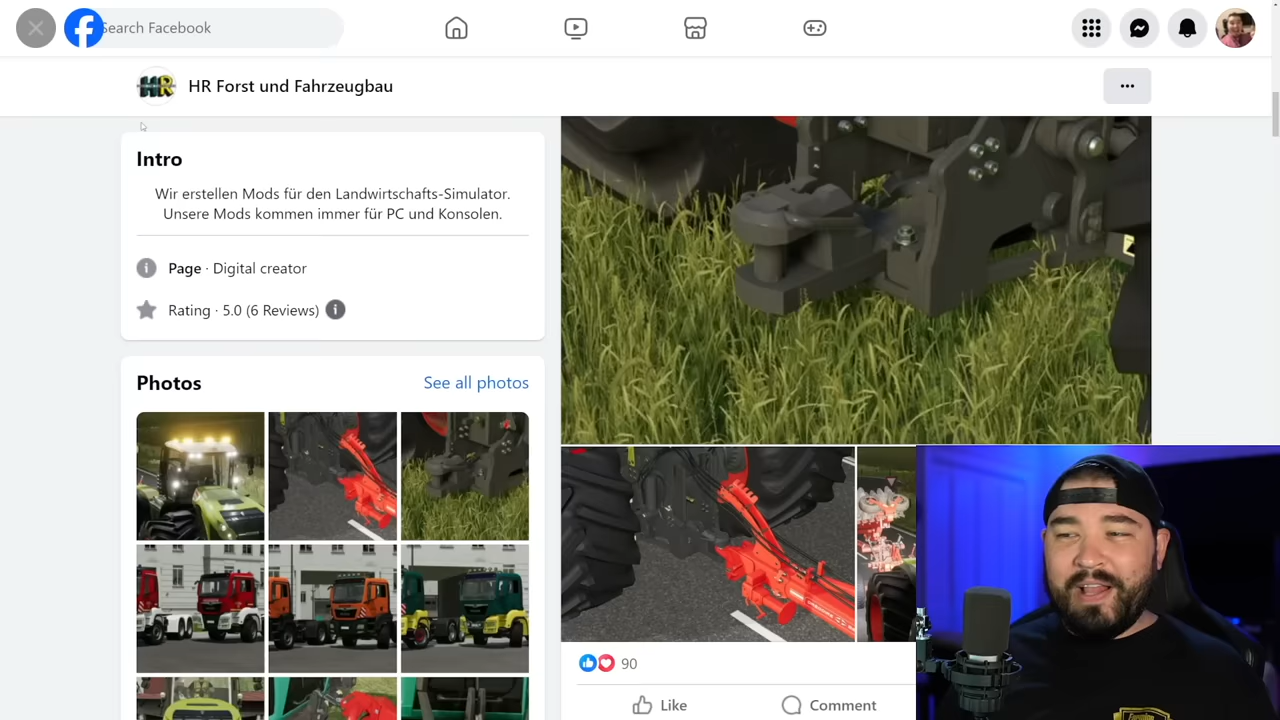 Search Facebook
HR
HR Forst und Fahrzeugbau
Intro
Wir erstellen Mods für den Landwirtschafts-Simulator.
Unsere Mods kommen immer für PC und Konsolen.
Page · Digital creator
Rating · 5.0 (6 Reviews)
Photos
See all photos
90
Like
Comment